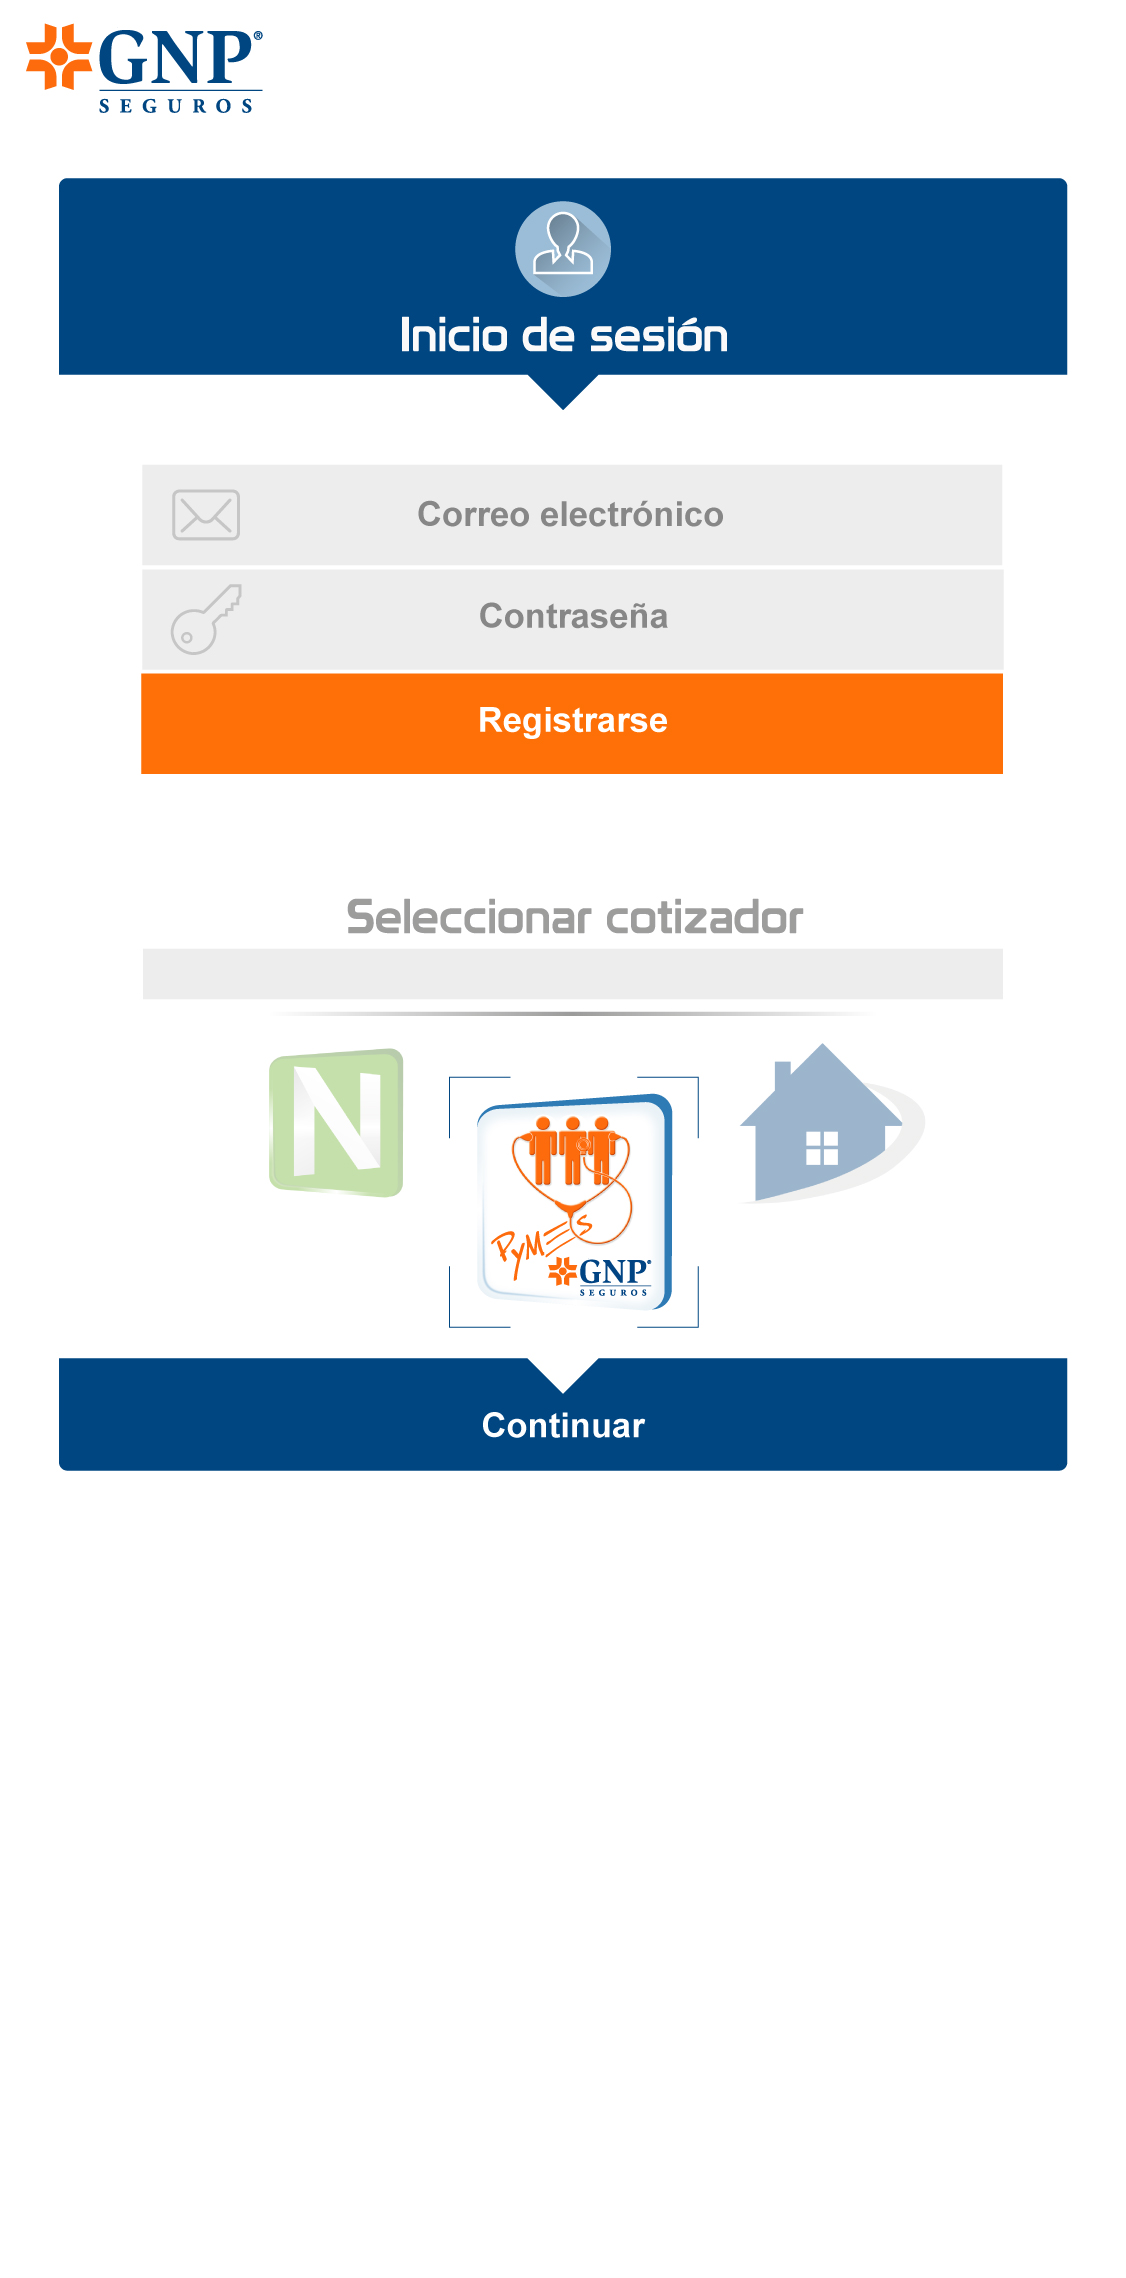 GNP®
SEGUROS
Inicio de sesión
Correo electrónico
Contraseña
Registrarse
Seleccionar cotizador
N
PyMES
GNP®
SEGUROS
Continuar